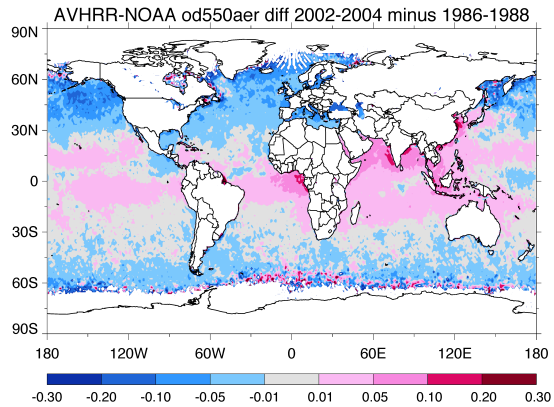 AVHRR-NOAA od550aer diff 2002-2004 minus 1986-1988
90N
60N
30N
0
30S
60S
90S
180 120W 60W 0 60E 120E 180
-0.30 -0.20 -0.10 -0.05 -0.01 0.01 0.05 0.10 0.20 0.30